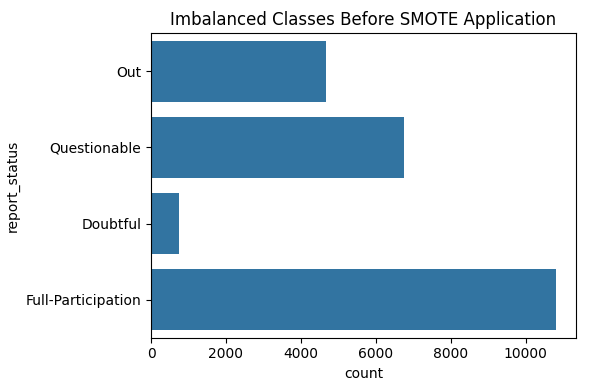 Imbalanced Classes Before SMOTE Application
report_status
Out
Questionable
Doubtful
Full-Participation
0 2000 4000 6000 8000 10000
count